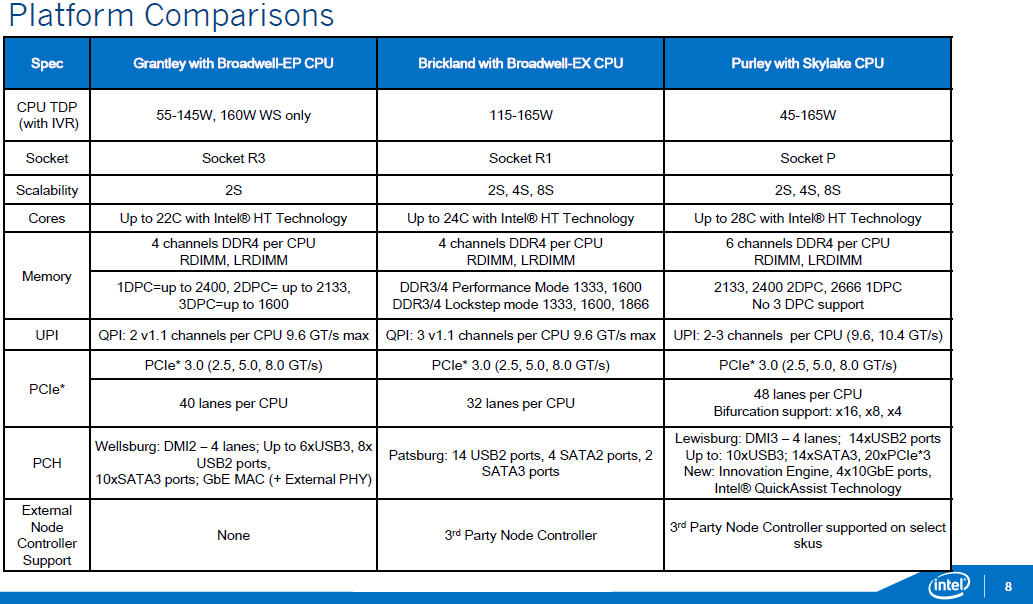 Platform Comparisons
Spec
Grantley with Broadwell-EP CPU
Brickland with Broadwell-EX CPU
Purley with Skylake CPU
CPU TDP
(with IVR)
55-145W, 160W WS only
115-165W
45-165W
Socket
Socket R3
Socket R1
Socket P
Scalability
2S
2S, 4S, 8S
2S, 4S, 8S
Cores
Up to 22C with Intel® HT Technology
Up to 24C with Intel® HT Technology
Up to 28C with Intel® HT Technology
Memory
4 channels DDR4 per CPU
RDIMM, LRDIMM
4 channels DDR4 per CPU
RDIMM, LRDIMM
6 channels DDR4 per CPU
RDIMM, LRDIMM
1DPC=up to 2400, 2DPC= up to 2133,
3DPC=up to 1600
DDR3/4 Performance Mode 1333, 1600
DDR3/4 Lockstep mode 1333, 1600, 1866
2133, 2400 2DPC, 2666 1DPC
No 3 DPC support
UPI
QPI: 2 v1.1 channels per CPU 9.6 GT/s max
QPI: 3 v1.1 channels per CPU 9.6 GT/s max
UPI: 2-3 channels per CPU (9.6, 10.4 GT/s)
PCIe*
PCIe* 3.0 (2.5, 5.0, 8.0 GT/s)
PCIe* 3.0 (2.5, 5.0, 8.0 GT/s)
PCIe* 3.0 (2.5, 5.0, 8.0 GT/s)
40 lanes per CPU
32 lanes per CPU
48 lanes per CPU
Bifurcation support: x16, x8, x4
PCH
Wellsburg: DMI2 – 4 lanes; Up to 6xUSB3, 8x
USB2 ports,
10xSATA3 ports; GbE MAC (+ External PHY)
Patsburg: 14 USB2 ports, 4 SATA2 ports, 2
SATA3 ports
Lewisburg: DMI3 – 4 lanes; 14xUSB2 ports
Up to: 10xUSB3; 14xSATA3, 20xPCIe*3
New: Innovation Engine, 4x10GbE ports,
Intel® QuickAssist Technology
External
Node
Controller
Support
None
3rd Party Node Controller
3rd Party Node Controller supported on select
skus
intel
8